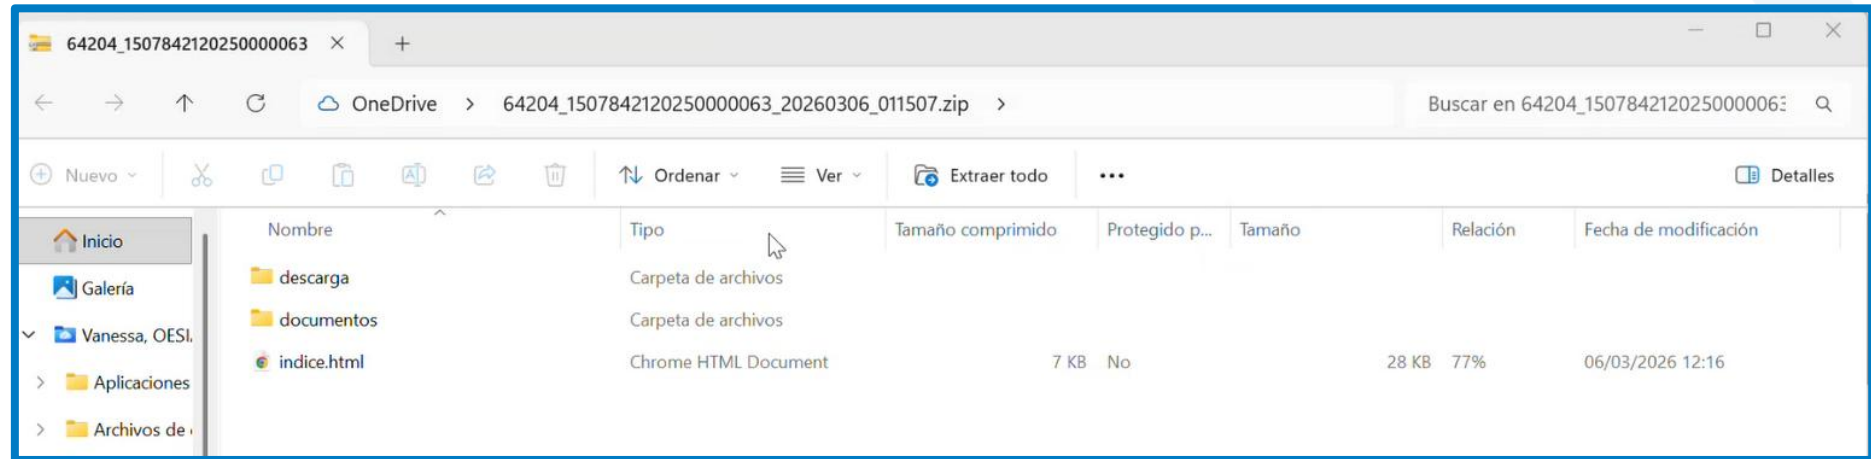 64204_1507842120250000063
OneDrive > 64204_1507842120250000063_20260306_011507.zip > Buscar en 64204_1507842120250000063
Nuevo Ordenar Ver Extraer todo ... Detalles
Inicio Nombre Tipo Tamaño comprimido Protegido p... Tamaño Relación Fecha de modificación
Galería descarga Carpeta de archivos
Vanessa, OESI. documentos Carpeta de archivos
Aplicaciones indice.html Chrome HTML Document 7 KB No 28 KB 77% 06/03/2026 12:16
Archivos de